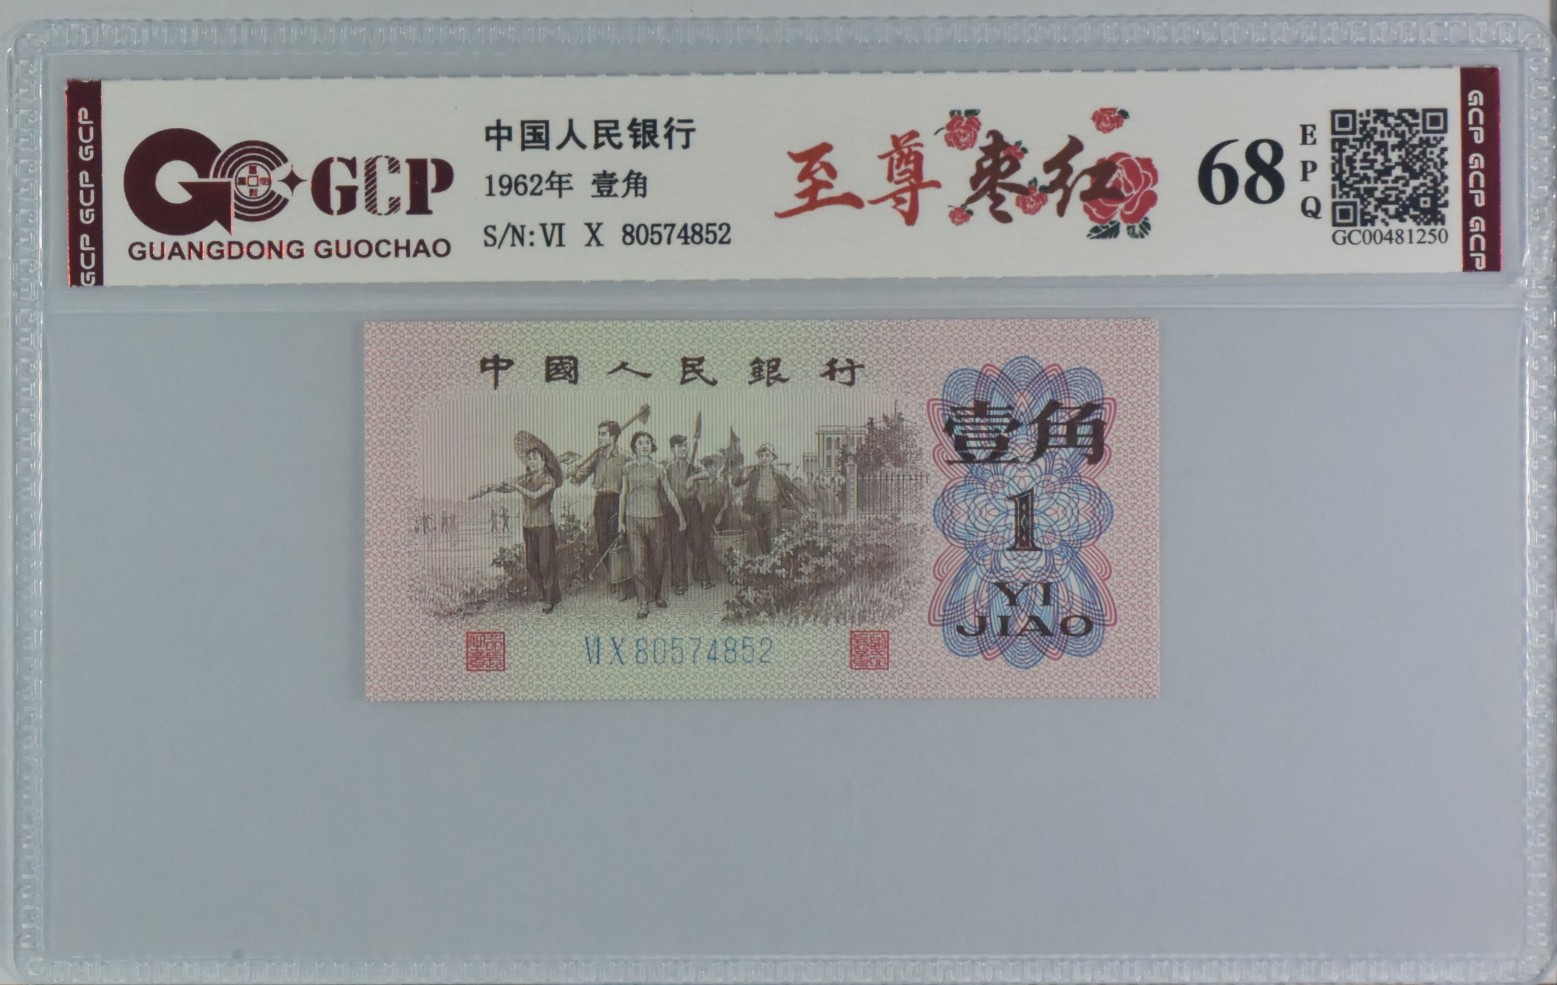 GCP GCP GCP
GCP
GUANGDONG GUOCHAO
中国人民银行
1962年 壹角
S/N: VI X 80574852
至尊枣红
68
EPQ
GC00481250
GCP GCP GCP
中國人民銀行
壹角
1
YI
JIAO
VI X 80574852